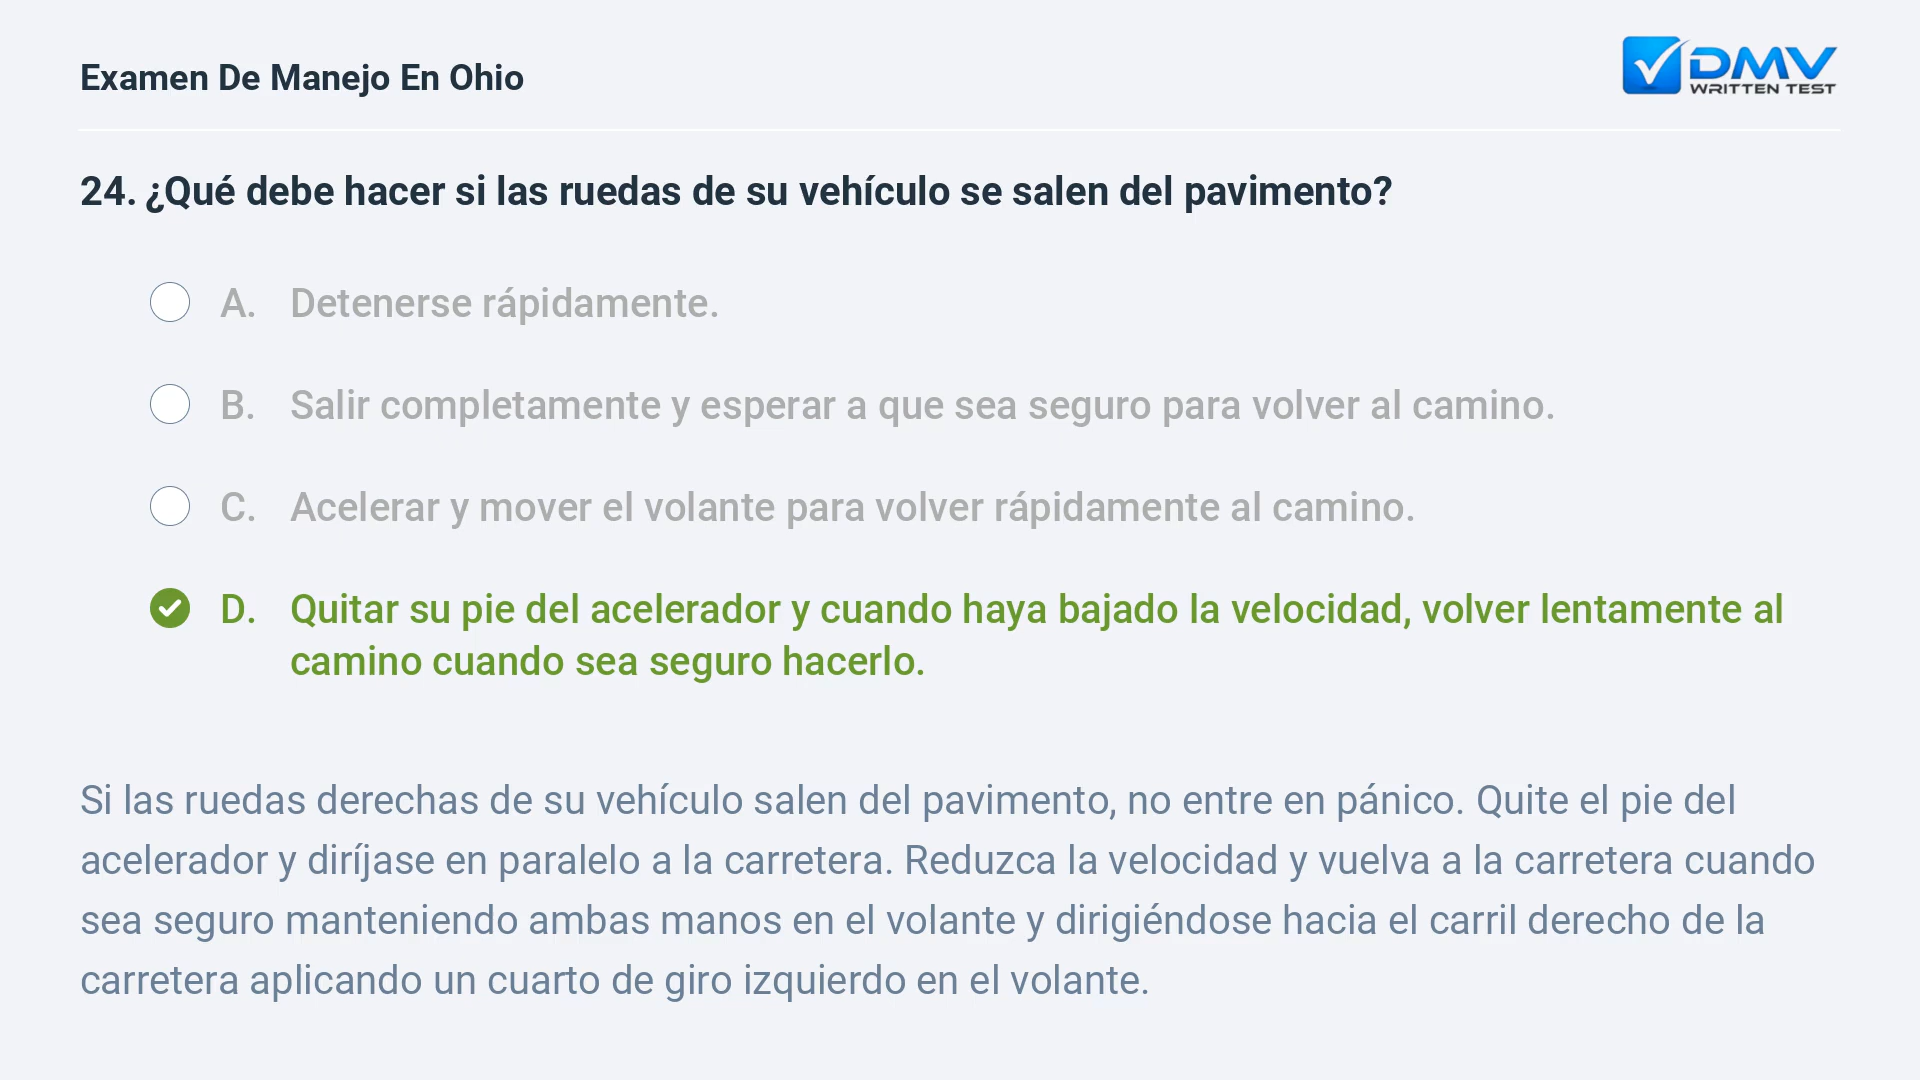 Examen De Manejo En Ohio
DMV
WRITTEN TEST
24. ¿Qué debe hacer si las ruedas de su vehículo se salen del pavimento?
A. Detenerse rápidamente.
B. Salir completamente y esperar a que sea seguro para volver al camino.
C. Acelerar y mover el volante para volver rápidamente al camino.
D. Quitar su pie del acelerador y cuando haya bajado la velocidad, volver lentamente al
camino cuando sea seguro hacerlo.
Si las ruedas derechas de su vehículo salen del pavimento, no entre en pánico. Quite el pie del
acelerador y diríjase en paralelo a la carretera. Reduzca la velocidad y vuelva a la carretera cuando
sea seguro manteniendo ambas manos en el volante y dirigiéndose hacia el carril derecho de la
carretera aplicando un cuarto de giro izquierdo en el volante.